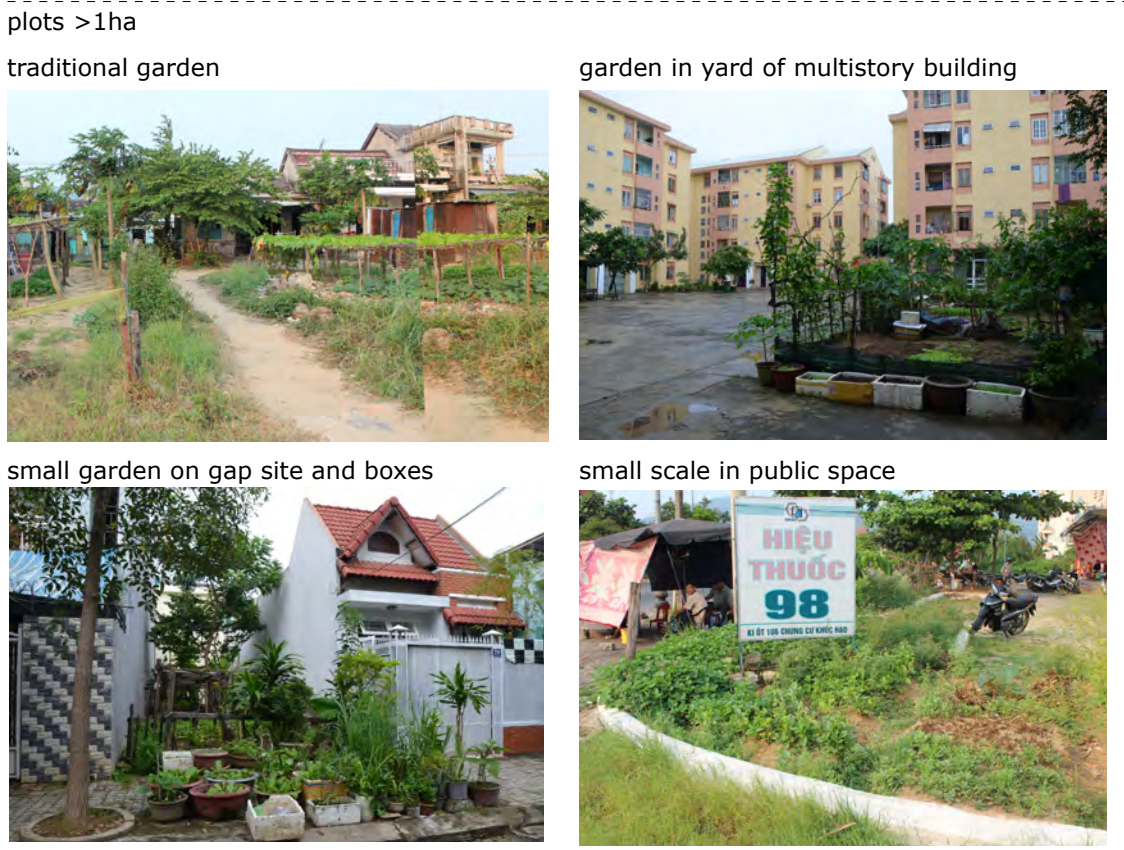 plots >1ha
traditional garden
garden in yard of multistory building
small garden on gap site and boxes
small scale in public space
HIỆU
THUỐC
98
KI ỐT 106 CHUNG CƯ KHÚC HẠO